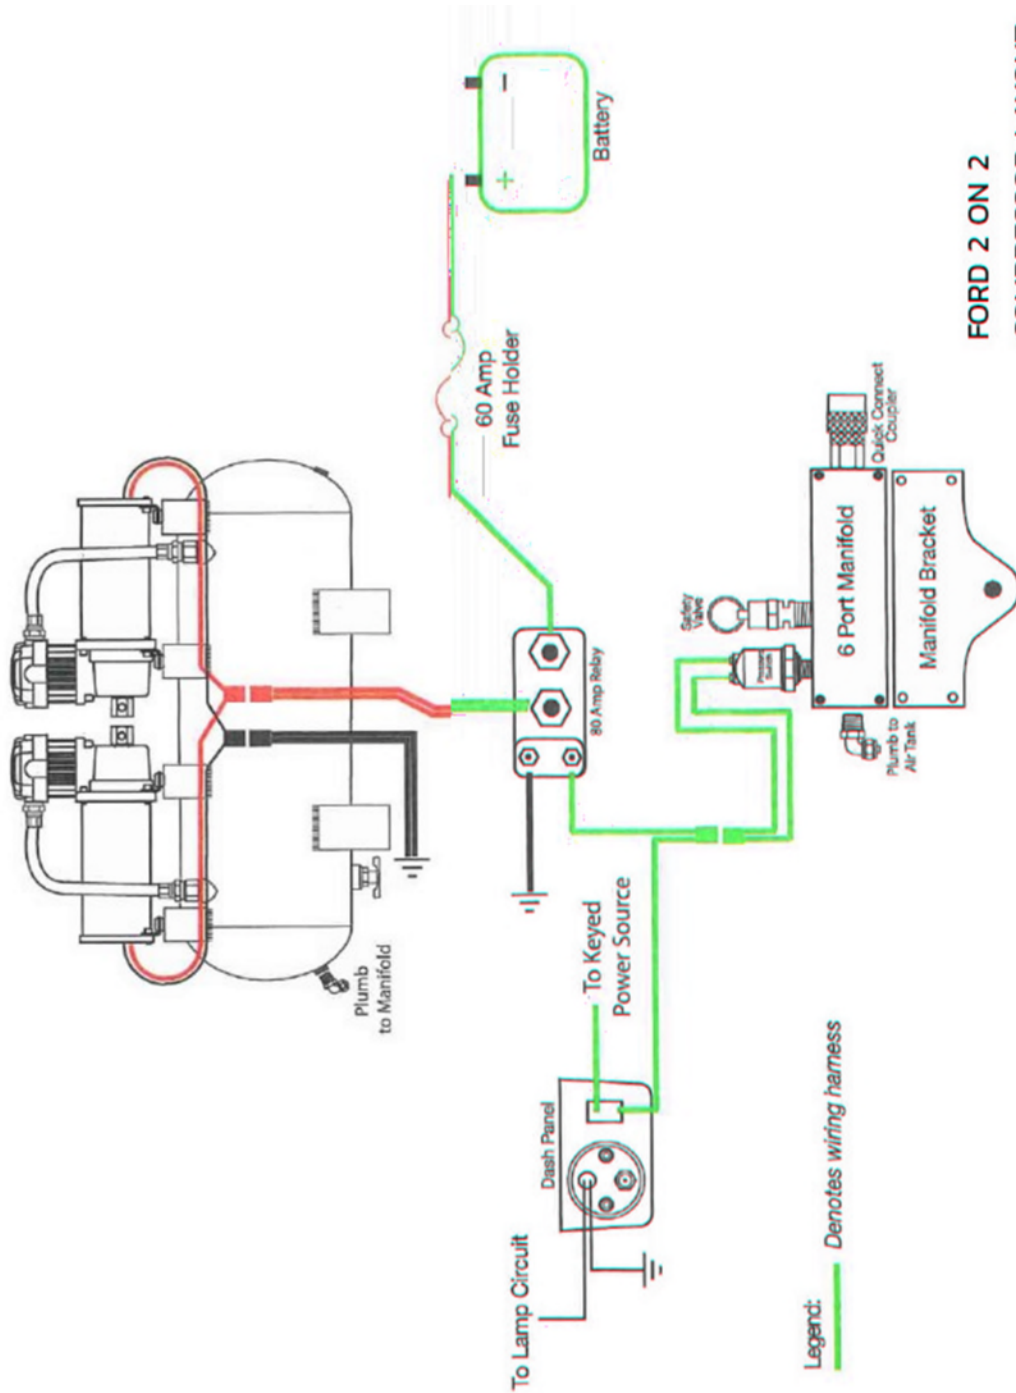 Plumb
to Manifold
60 Amp
Fuse Holder
+
-
Battery
80 Amp Relay
To Lamp Circuit
Dash Panel
To Keyed
Power Source
Safety
Valve
Pressure
Switch
6 Port Manifold
Quick Connect
Coupler
Plumb to
Air Tank
Manifold Bracket
Legend:
Denotes wiring harness
FORD 2 ON 2